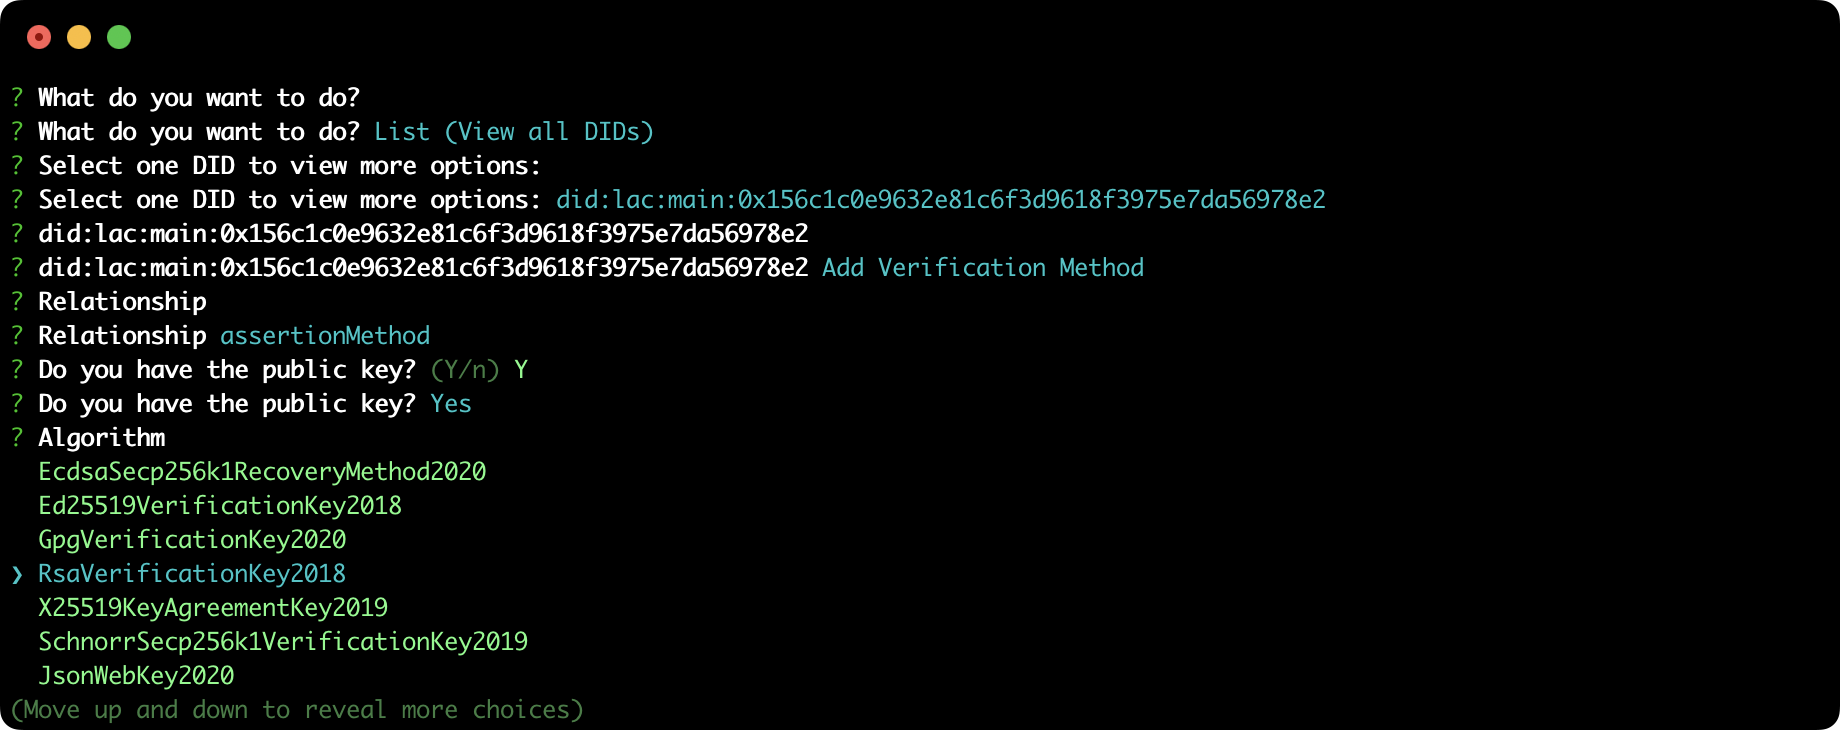 ? What do you want to do?
? What do you want to do? List (View all DIDs)
? Select one DID to view more options:
? Select one DID to view more options: did:lac:main:0x156c1c0e9632e81c6f3d9618f3975e7da56978e2
? did:lac:main:0x156c1c0e9632e81c6f3d9618f3975e7da56978e2
? did:lac:main:0x156c1c0e9632e81c6f3d9618f3975e7da56978e2 Add Verification Method
? Relationship
? Relationship assertionMethod
? Do you have the public key? (Y/n) Y
? Do you have the public key? Yes
? Algorithm
EcdsaSecp256k1RecoveryMethod2020
Ed25519VerificationKey2018
GpgVerificationKey2020
❯ RsaVerificationKey2018
X25519KeyAgreementKey2019
SchnorrSecp256k1VerificationKey2019
JsonWebKey2020
(Move up and down to reveal more choices)